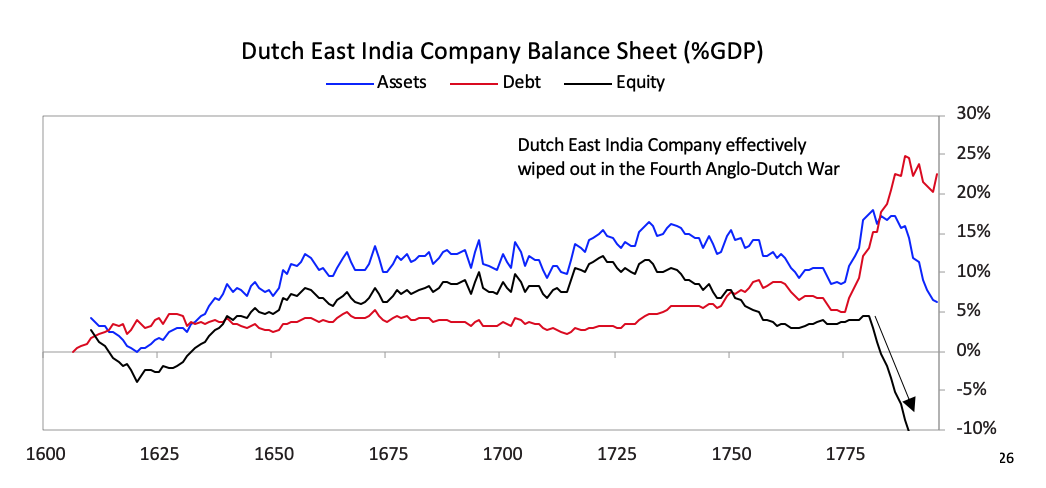 Dutch East India Company Balance Sheet (%GDP)
Assets Debt Equity
Dutch East India Company effectively
wiped out in the Fourth Anglo-Dutch War
30%
25%
20%
15%
10%
5%
0%
-5%
-10%
1600 1625 1650 1675 1700 1725 1750 1775
26